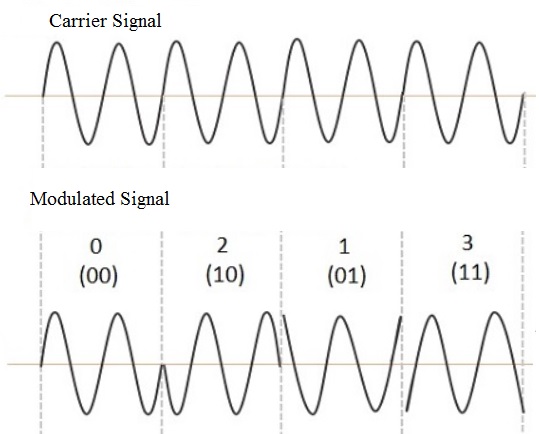 Carrier Signal
Modulated Signal
0 2 1 3
(00) (10) (01) (11)